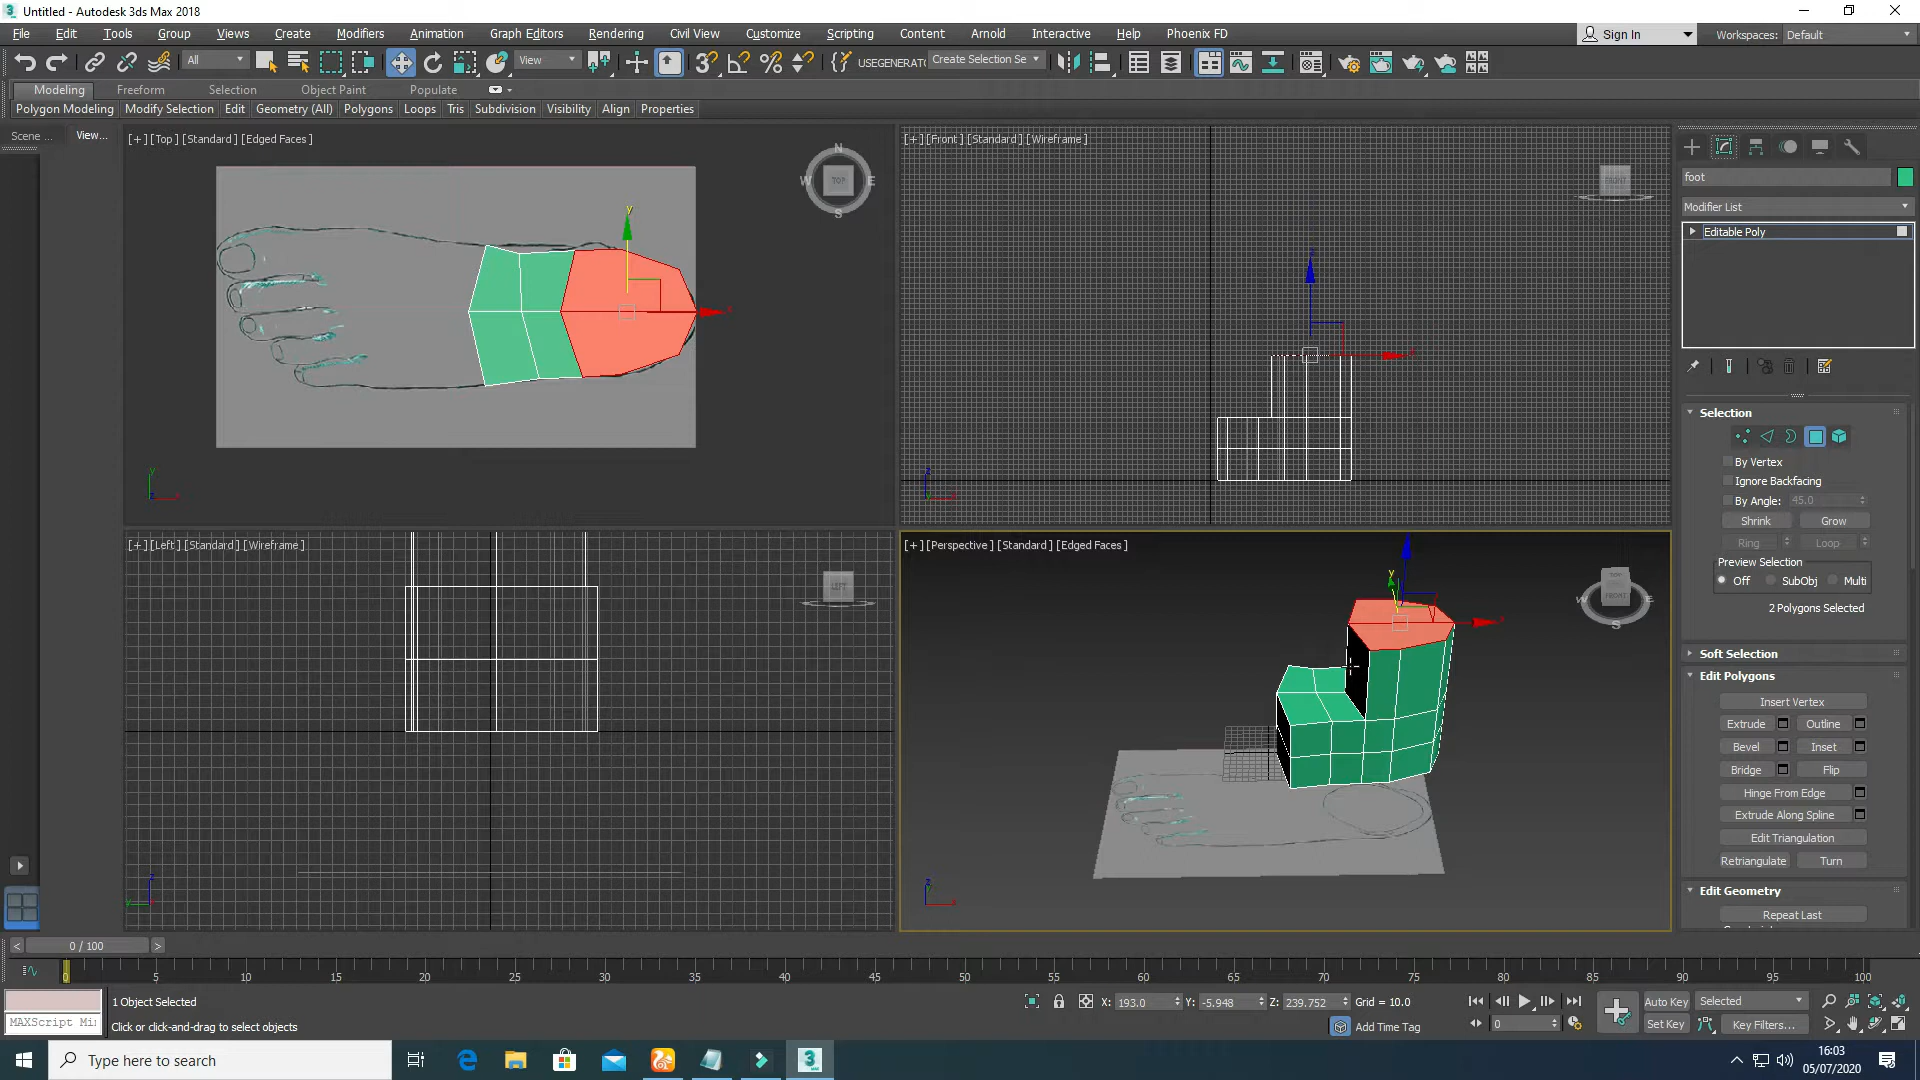 Untitled - Autodesk 3ds Max 2018
File Edit Tools Group Views Create Modifiers Animation Graph Editors Rendering Civil View Customize Scripting Content Arnold Interactive Help Phoenix FD
Sign In Workspaces: Default
All View USEGENERAT Create Selection Se
Modeling Freeform Selection Object Paint Populate
Polygon Modeling Modify Selection Edit Geometry (All) Polygons Loops Tris Subdivision Visibility Align Properties
Scene ... View...
[+] [Top] [Standard] [Edged Faces]
[+] [Front] [Standard] [Wireframe]
[+] [Left] [Standard] [Wireframe]
[+] [Perspective] [Standard] [Edged Faces]
foot
Modifier List
Editable Poly
Selection
By Vertex
Ignore Backfacing
By Angle: 45.0
Shrink Grow
Ring Loop
Preview Selection
Off SubObj Multi
2 Polygons Selected
Soft Selection
Edit Polygons
Insert Vertex
Extrude Outline
Bevel Inset
Bridge Flip
Hinge From Edge
Extrude Along Spline
Edit Triangulation
Retriangulate Turn
Edit Geometry
Repeat Last
< 0 / 100 >
0 5 10 15 20 25 30 35 40 45 50 55 60 65 70 75 80 85 90 95 100
1 Object Selected
X: 193.0 Y: -5.948 Z: 239.752 Grid = 10.0
Auto Key Selected
MAXScript Mi
Click or click-and-drag to select objects
Add Time Tag
0
Set Key Key Filters...
Type here to search
16:03
05/07/2020